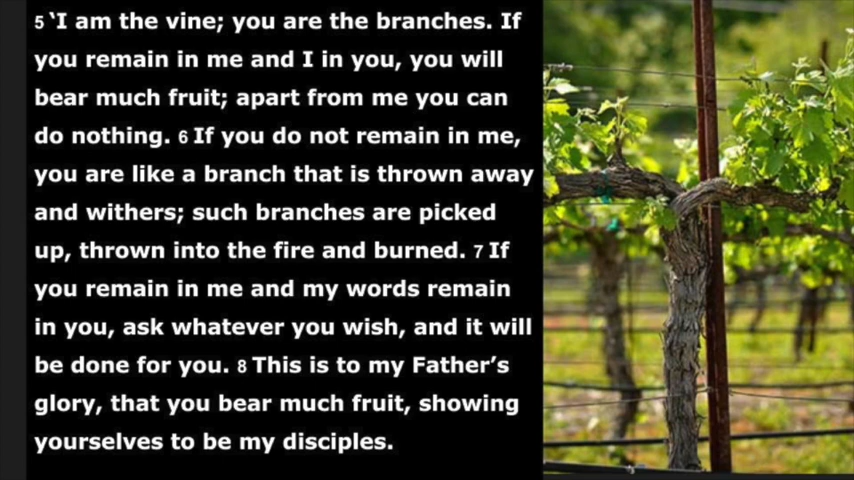 5 ‘I am the vine; you are the branches. If
you remain in me and I in you, you will
bear much fruit; apart from me you can
do nothing. 6 If you do not remain in me,
you are like a branch that is thrown away
and withers; such branches are picked
up, thrown into the fire and burned. 7 If
you remain in me and my words remain
in you, ask whatever you wish, and it will
be done for you. 8 This is to my Father’s
glory, that you bear much fruit, showing
yourselves to be my disciples.